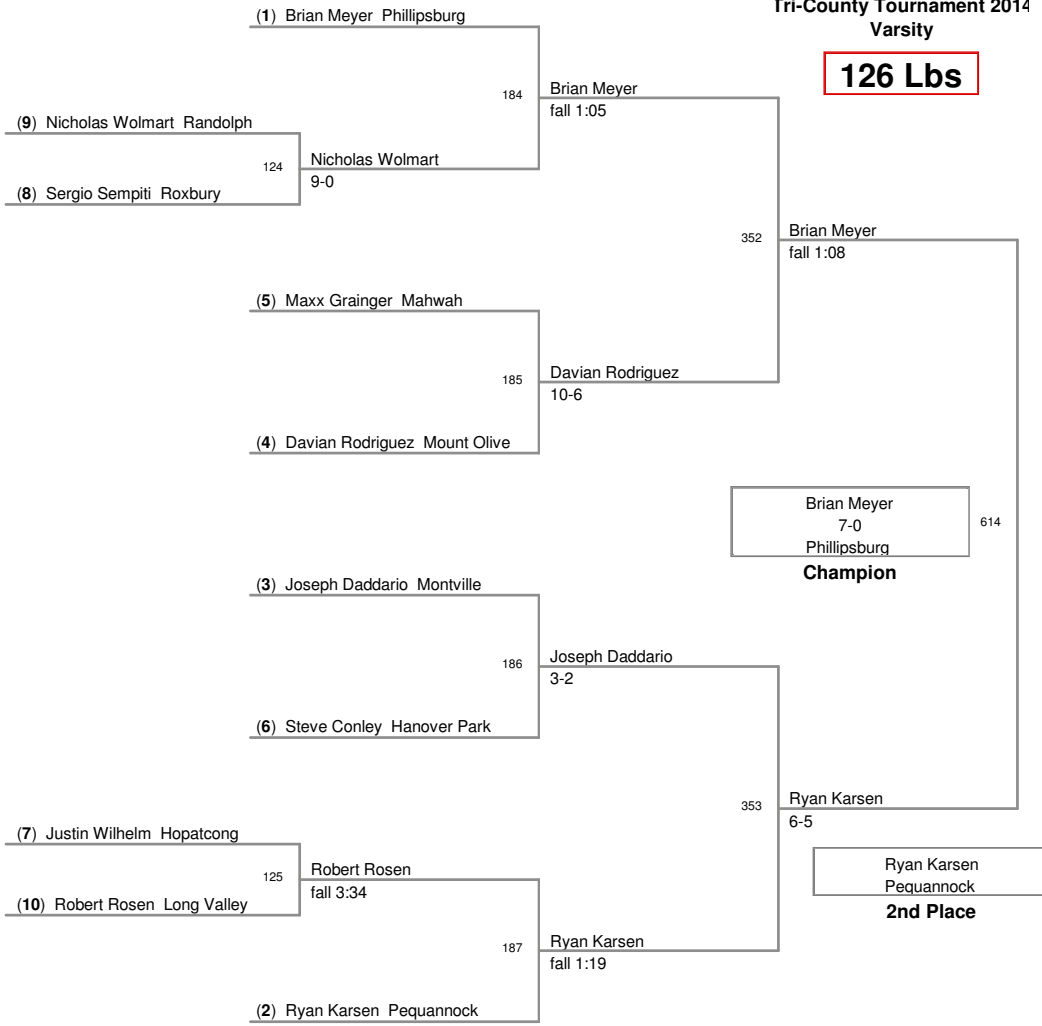 Tri-County Tournament 2014
Varsity
126 Lbs
(1) Brian Meyer Phillipsburg
184
Brian Meyer
fall 1:05
(9) Nicholas Wolmart Randolph
124
Nicholas Wolmart
9-0
(8) Sergio Sempiti Roxbury
352
Brian Meyer
fall 1:08
(5) Maxx Grainger Mahwah
185
Davian Rodriguez
10-6
(4) Davian Rodriguez Mount Olive
Brian Meyer
7-0
Phillipsburg
614
Champion
(3) Joseph Daddario Montville
186
Joseph Daddario
3-2
(6) Steve Conley Hanover Park
353
Ryan Karsen
6-5
(7) Justin Wilhelm Hopatcong
125
Robert Rosen
fall 3:34
(10) Robert Rosen Long Valley
Ryan Karsen
Pequannock
2nd Place
187
Ryan Karsen
fall 1:19
(2) Ryan Karsen Pequannock